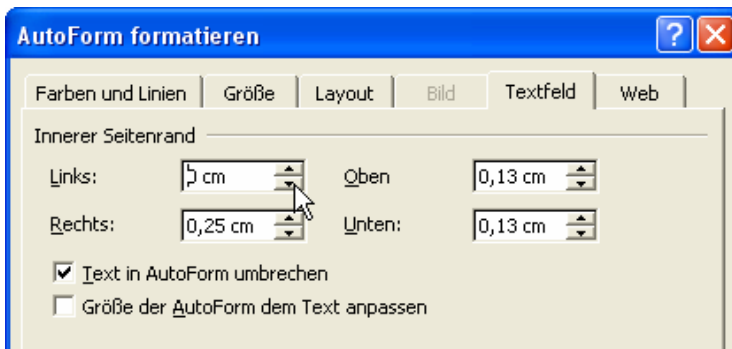 AutoForm formatieren
Farben und Linien Größe Layout Bild Textfeld Web
Innerer Seitenrand
Links: cm Oben 0,13 cm
Rechts: 0,25 cm Unten: 0,13 cm
Text in AutoForm umbrechen
Größe der AutoForm dem Text anpassen